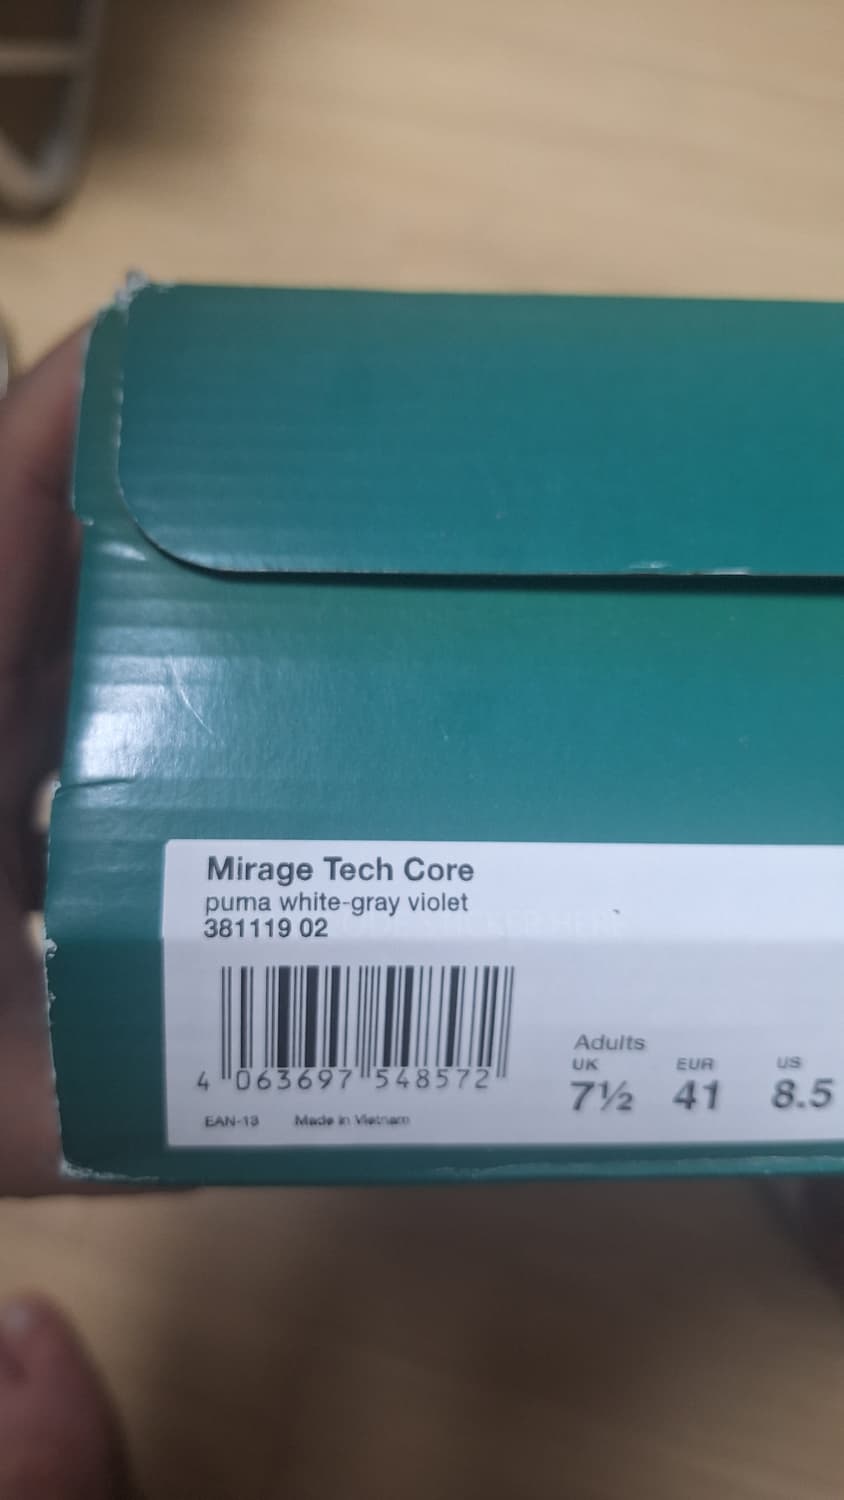 Mirage Tech Core
puma white-gray violet
381119 02
4 063697 548572
EAN-13 Made in Vietnam
Adults
UK EUR US
7½ 41 8.5